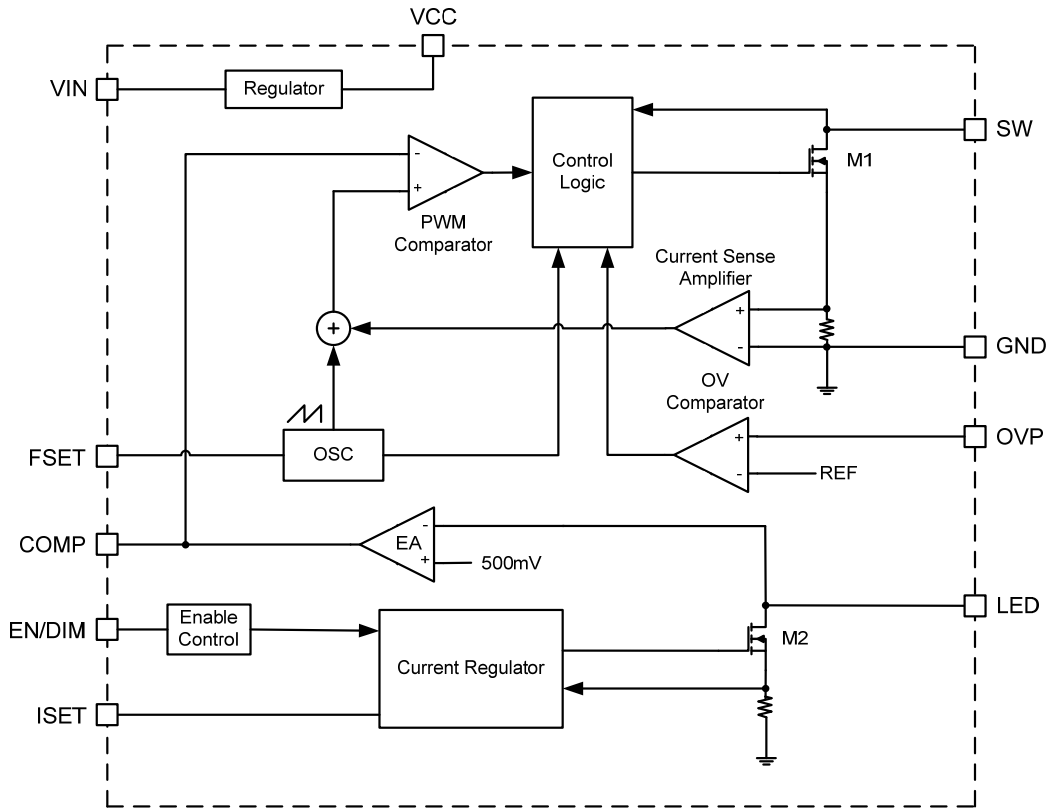 VCC
VIN
Regulator
SW
Control
Logic
M1
-
+
PWM
Comparator
Current Sense
Amplifier
+
-
+
GND
OV
Comparator
OVP
+
-
REF
FSET
OSC
COMP
EA
-
+
500mV
LED
EN/DIM
Enable
Control
M2
Current Regulator
ISET